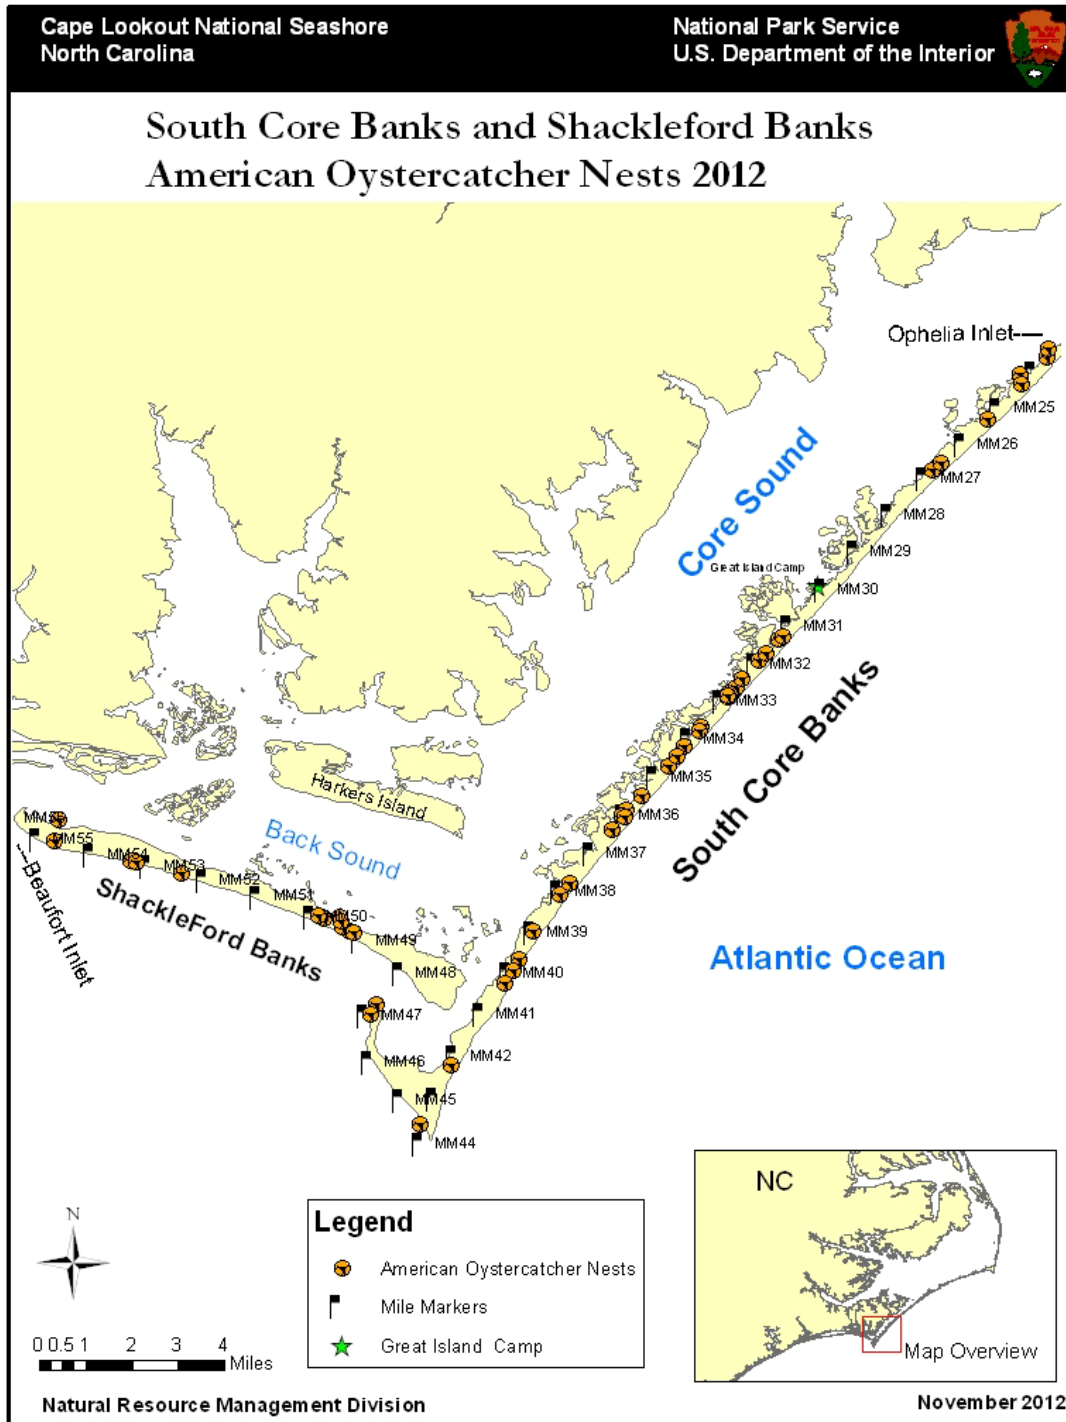 Cape Lookout National Seashore
North Carolina
National Park Service
U.S. Department of the Interior
South Core Banks and Shackleford Banks
American Oystercatcher Nests 2012
Ophelia Inlet----
MM25
MM26
MM27
MM28
Core Sound
MM29
Great Island Camp
MM30
MM31
MM32
MM33
MM34
MM35
South Core Banks
MM36
MM37
MM38
MM39
MM40
MM41
MM42
Harkers Island
Back Sound
MM55
MM54
MM53
MM52
MM51
MM50
MM49
MM48
MM47
MM46
MM45
MM44
----Beaufort Inlet
ShackleFord Banks
Atlantic Ocean
NC
Map Overview
N
Legend
American Oystercatcher Nests
Mile Markers
Great Island Camp
0 0.5 1 2 3 4
Miles
Natural Resource Management Division
November 2012